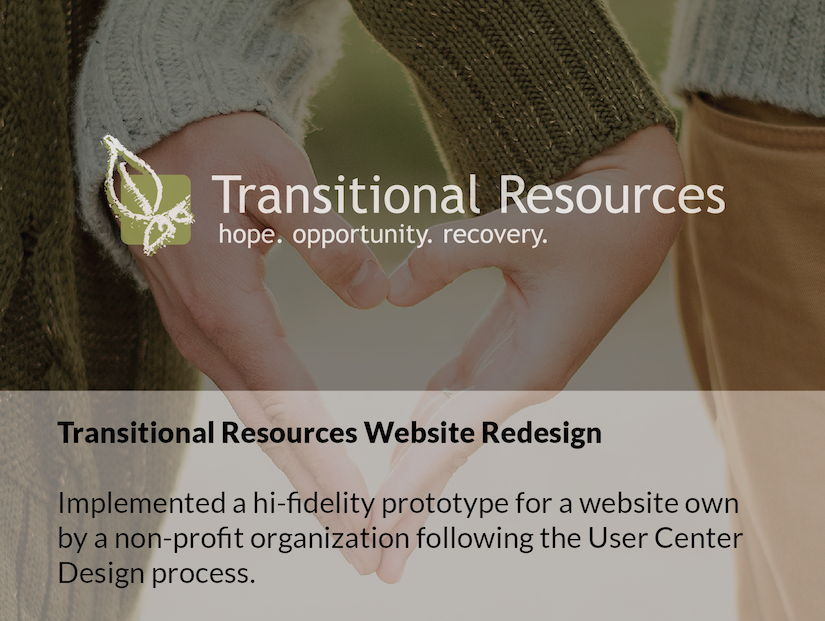 Transitional Resources
hope. opportunity. recovery.
Transitional Resources Website Redesign
Implemented a hi-fidelity prototype for a website own
by a non-profit organization following the User Center
Design process.